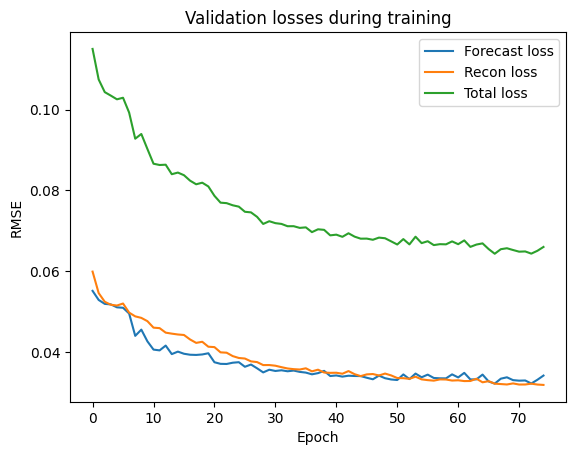 Validation losses during training
Forecast loss
Recon loss
Total loss
0.10
0.08
0.06
0.04
RMSE
0 10 20 30 40 50 60 70
Epoch